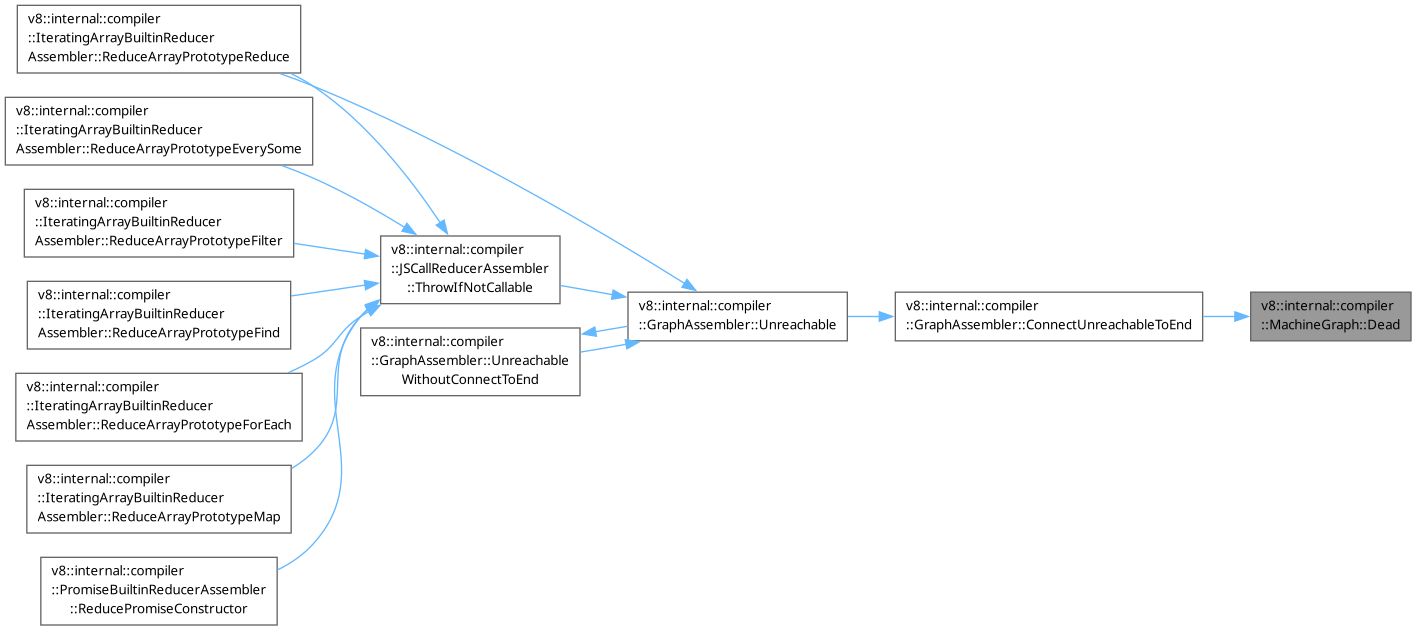 v8::internal::compiler
::IteratingArrayBuiltinReducer
Assembler::ReduceArrayPrototypeReduce
v8::internal::compiler
::IteratingArrayBuiltinReducer
Assembler::ReduceArrayPrototypeEverySome
v8::internal::compiler
::IteratingArrayBuiltinReducer
Assembler::ReduceArrayPrototypeFilter
v8::internal::compiler
::IteratingArrayBuiltinReducer
Assembler::ReduceArrayPrototypeFind
v8::internal::compiler
::IteratingArrayBuiltinReducer
Assembler::ReduceArrayPrototypeForEach
v8::internal::compiler
::IteratingArrayBuiltinReducer
Assembler::ReduceArrayPrototypeMap
v8::internal::compiler
::PromiseBuiltinReducerAssembler
::ReducePromiseConstructor
v8::internal::compiler
::JSCallReducerAssembler
::ThrowIfNotCallable
v8::internal::compiler
::GraphAssembler::Unreachable
WithoutConnectToEnd
v8::internal::compiler
::GraphAssembler::Unreachable
v8::internal::compiler
::GraphAssembler::ConnectUnreachableToEnd
v8::internal::compiler
::MachineGraph::Dead